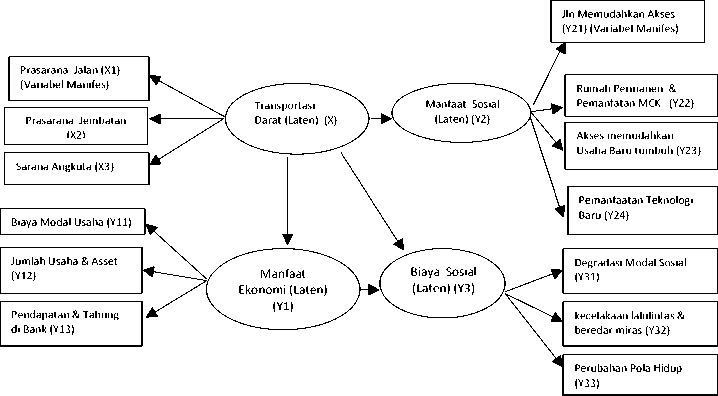 Jln Memudahkan Akses
(Y21) (Variabel Manifes)
Prasarana Jalan (X1)
(Variabel Manifes)
Transportasi
Darat (Laten) (X)
Manfaat Sosial
(Laten) (Y2)
Rumah Permanen &
Pemanfatan MCK (Y22)
Prasarana Jembatan
(X2)
Akses memudahkan
Usaha Baru tumbuh (Y23)
Sarana Angkuta (X3)
Pemanfaatan Teknologi
Baru (Y24)
Biaya Modal Usaha (Y11)
Jumlah Usaha & Asset
(Y12)
Manfaat
Ekonomi (Laten)
(Y1)
Biaya Sosial
(Laten) (Y3)
Degradasi Modal Sosial
(Y31)
Pendapatan & Tabung
di Bank (Y13)
kecelakaan lalulintas &
beredar miras (Y32)
Perubahan Pola Hidup
(Y33)